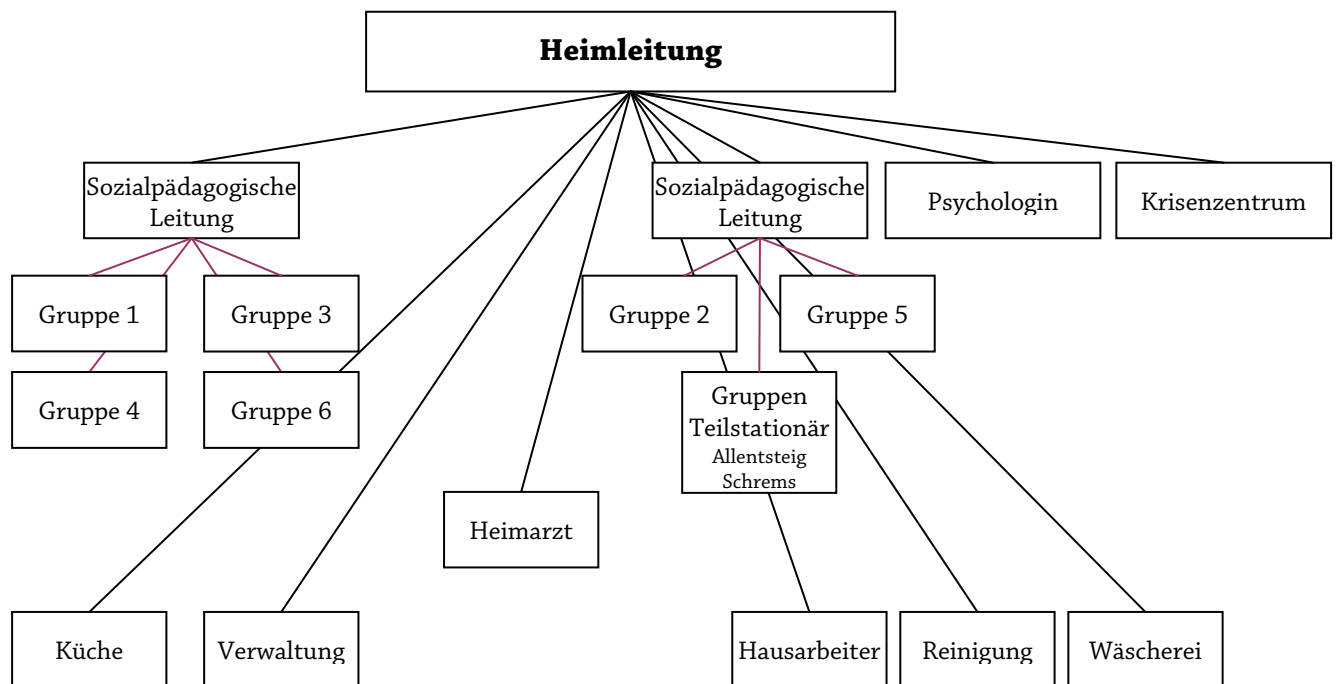 Heimleitung
Sozialpädagogische
Leitung
Sozialpädagogische
Leitung
Psychologin
Krisenzentrum
Gruppe 1
Gruppe 3
Gruppe 2
Gruppe 5
Gruppe 4
Gruppe 6
Gruppen
Teilstationär
Allentsteig
Schrems
Heimarzt
Küche
Verwaltung
Hausarbeiter
Reinigung
Wäscherei